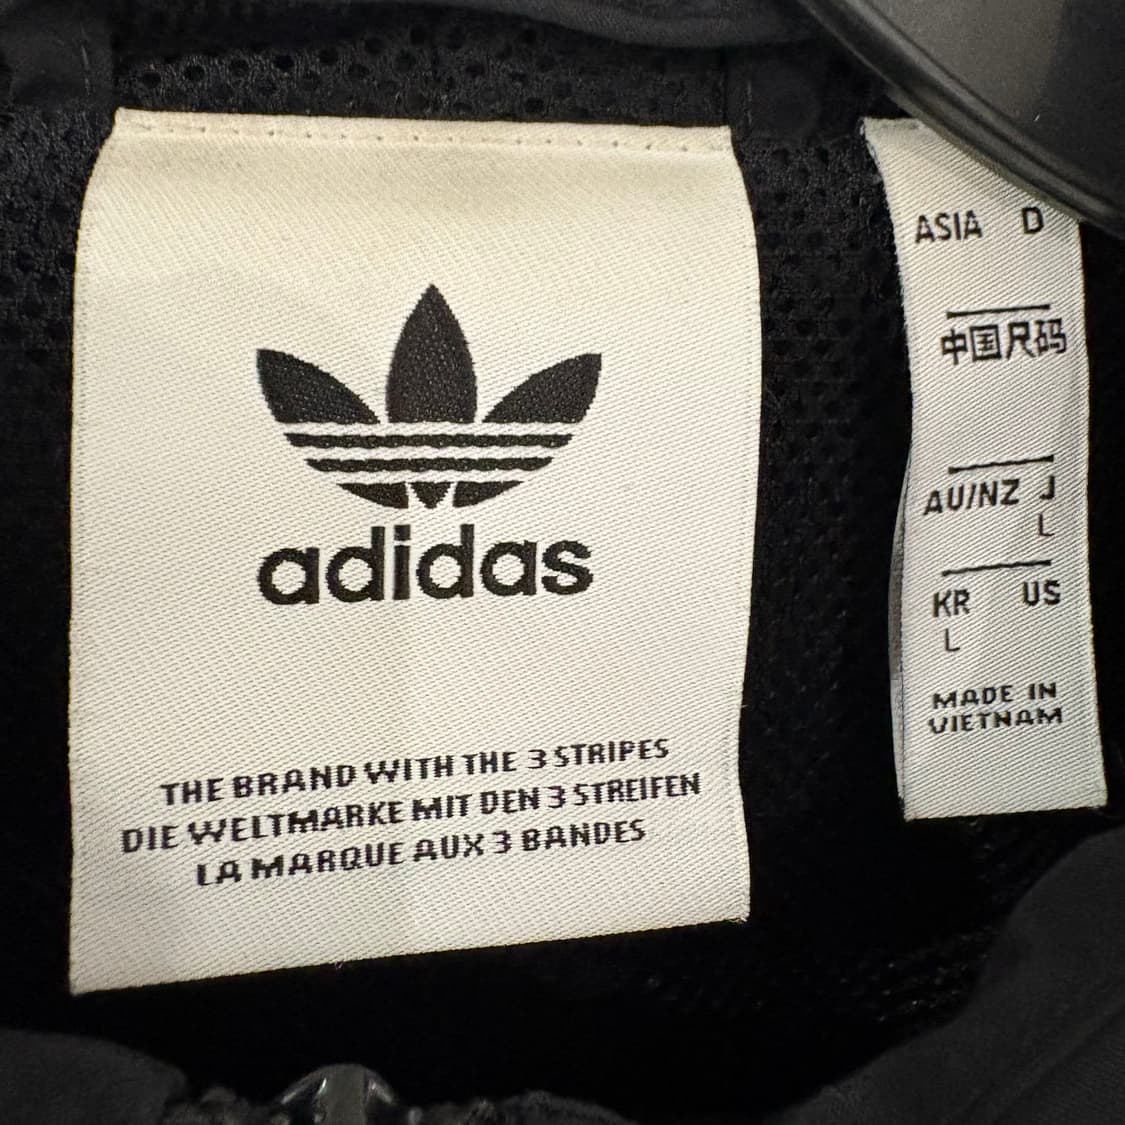 adidas
THE BRAND WITH THE 3 STRIPES
DIE WELTMARKE MIT DEN 3 STREIFEN
LA MARQUE AUX 3 BANDES
ASIA D
中国尺码
AU/NZ J
L
KR US
L
MADE IN
VIETNAM